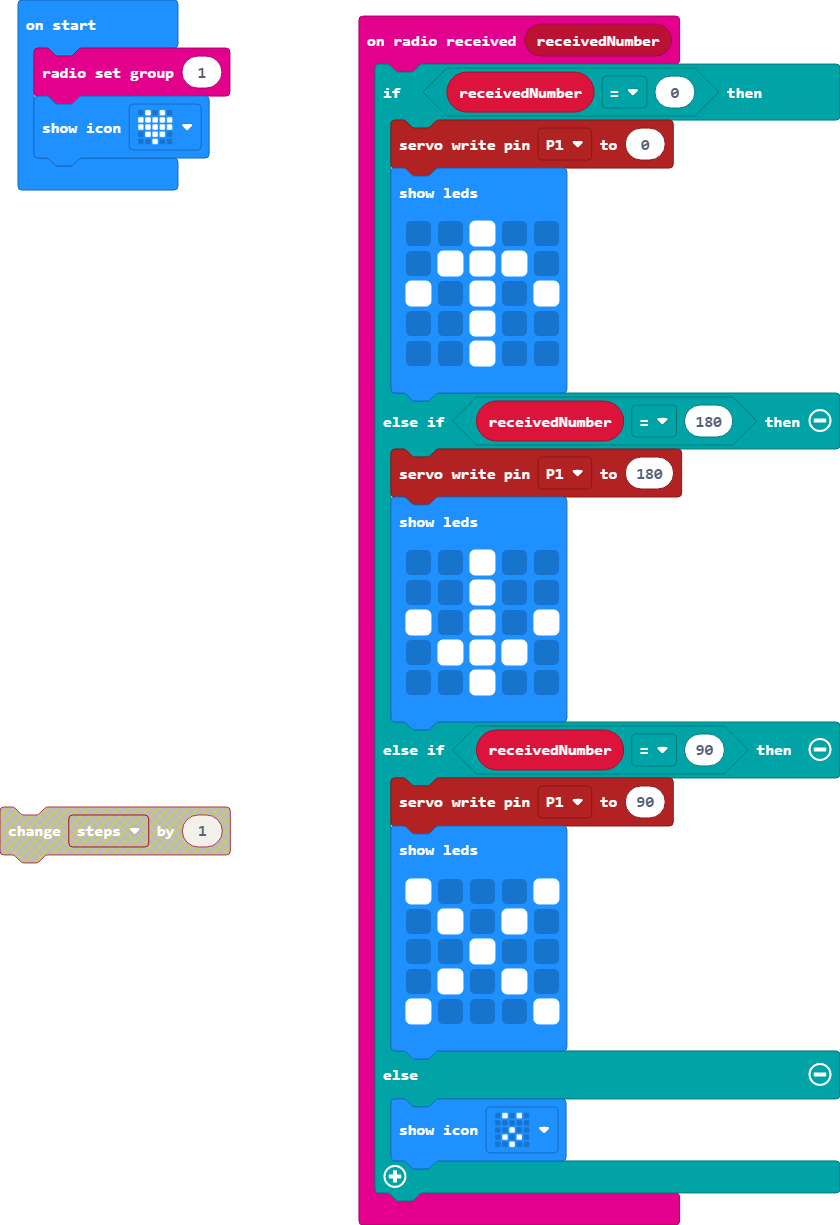 on start
radio set group 1
show icon
change steps by 1
on radio received receivedNumber
if receivedNumber = 0 then
servo write pin P1 to 0
show leds
else if receivedNumber = 180 then
servo write pin P1 to 180
show leds
else if receivedNumber = 90 then
servo write pin P1 to 90
show leds
else
show icon